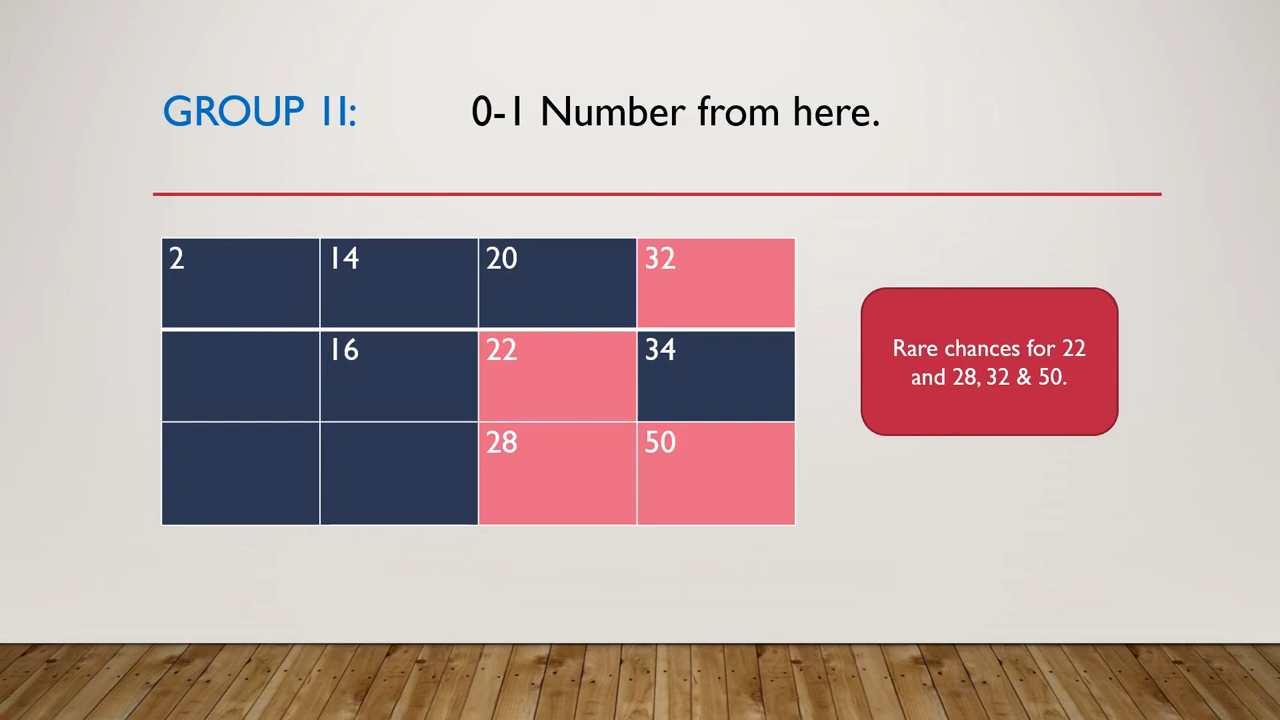 GROUP 1I: 0-1 Number from here.
2 14 20 32
16 22 34
28 50
Rare chances for 22
and 28, 32 & 50.